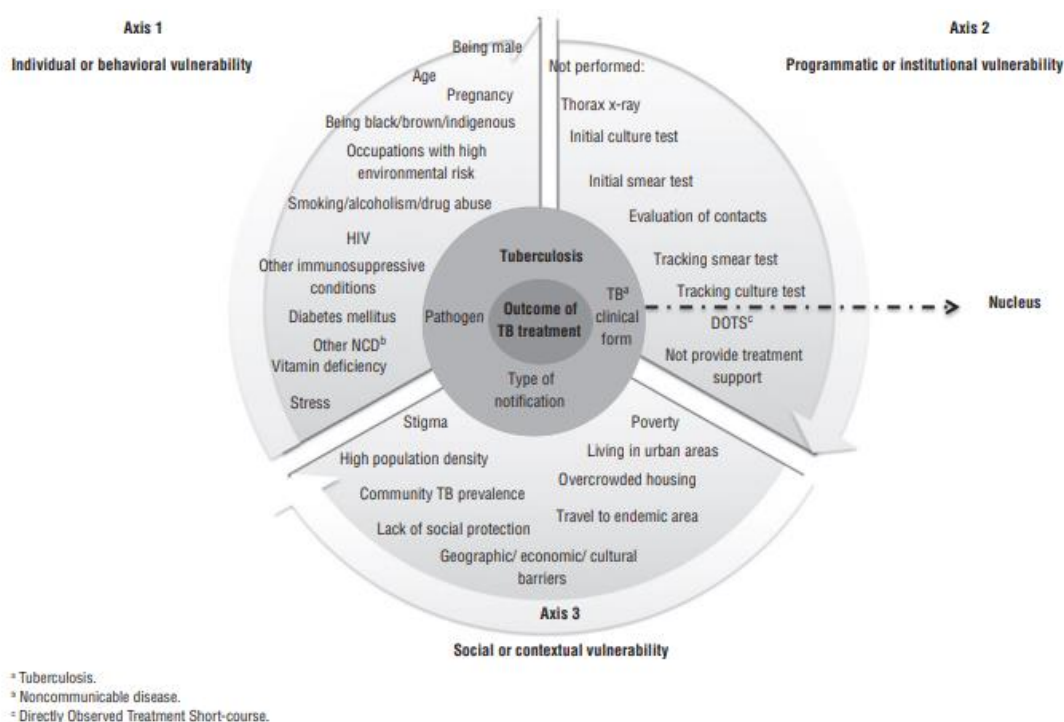 Axis 1
Individual or behavioral vulnerability
Axis 2
Programmatic or institutional vulnerability
Being male
Age
Pregnancy
Being black/brown/indigenous
Occupations with high
environmental risk
Smoking/alcoholism/drug abuse
HIV
Other immunosuppressive
conditions
Diabetes mellitus
Other NCDᵇ
Vitamin deficiency
Stress
Not performed:
Thorax x-ray
Initial culture test
Initial smear test
Evaluation of contacts
Tracking smear test
Tracking culture test
DOTSᶜ
Not provide treatment
support
Tuberculosis
Pathogen
Outcome of
TB treatment
TBᵃ
clinical
form
Type of
notification
Nucleus
Stigma
High population density
Community TB prevalence
Lack of social protection
Poverty
Living in urban areas
Overcrowded housing
Travel to endemic area
Geographic/ economic/ cultural
barriers
Axis 3
Social or contextual vulnerability
ᵃ Tuberculosis.
ᵇ Noncommunicable disease.
ᶜ Directly Observed Treatment Short-course.